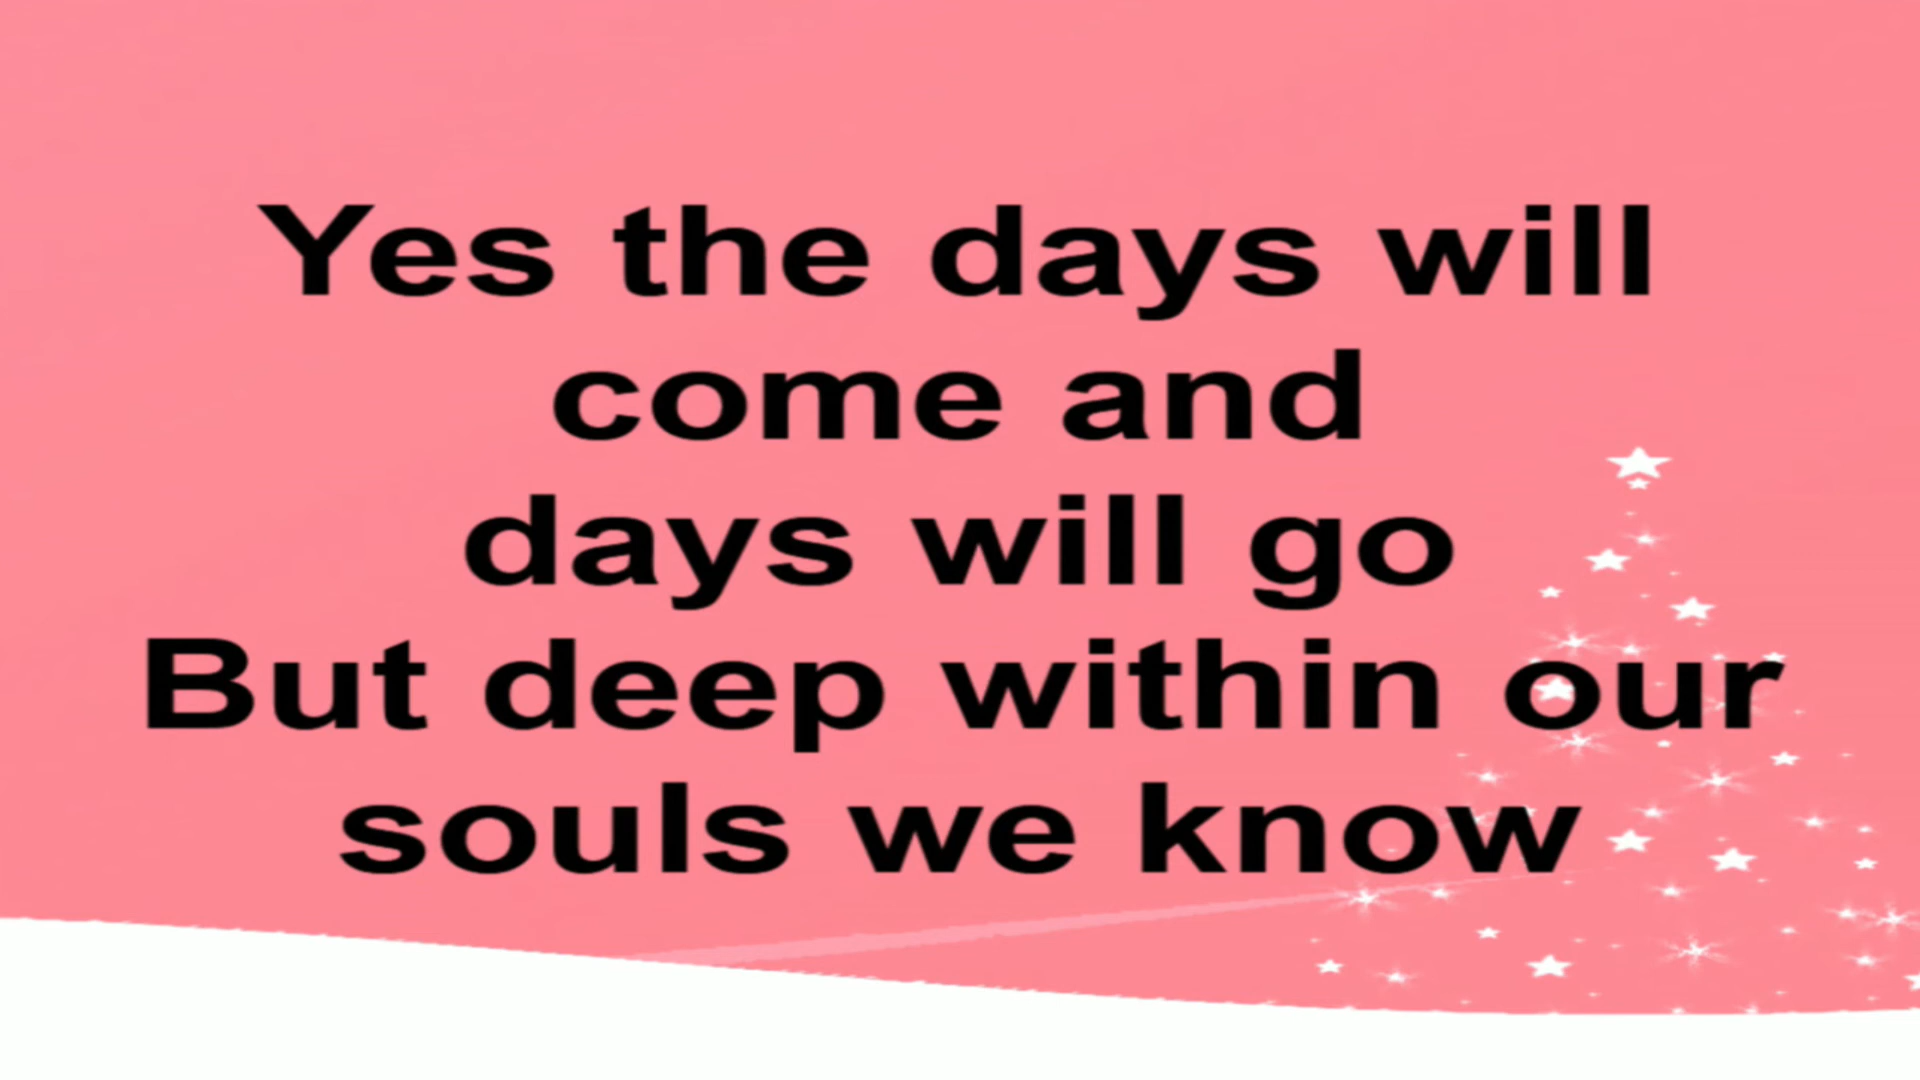 Yes the days will
come and
days will go
But deep within our
souls we know